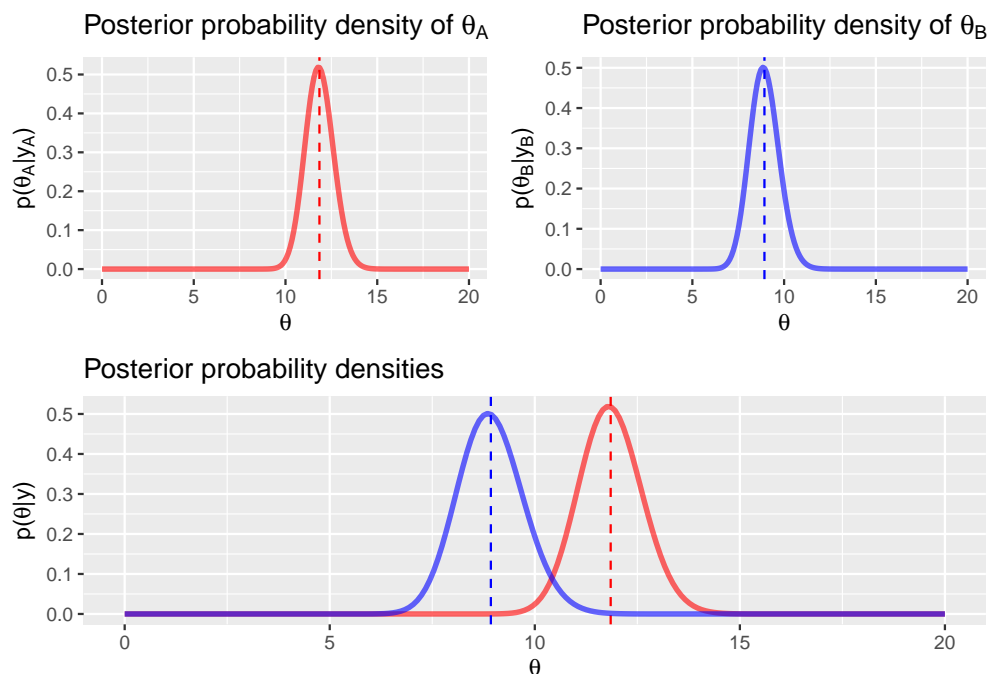 Posterior probability density of θA
p(θA|yA)
0.5
0.4
0.3
0.2
0.1
0.0
0 5 10 15 20
θ
Posterior probability density of θB
p(θB|yB)
0.5
0.4
0.3
0.2
0.1
0.0
0 5 10 15 20
θ
Posterior probability densities
p(θ|y)
0.5
0.4
0.3
0.2
0.1
0.0
0 5 10 15 20
θ